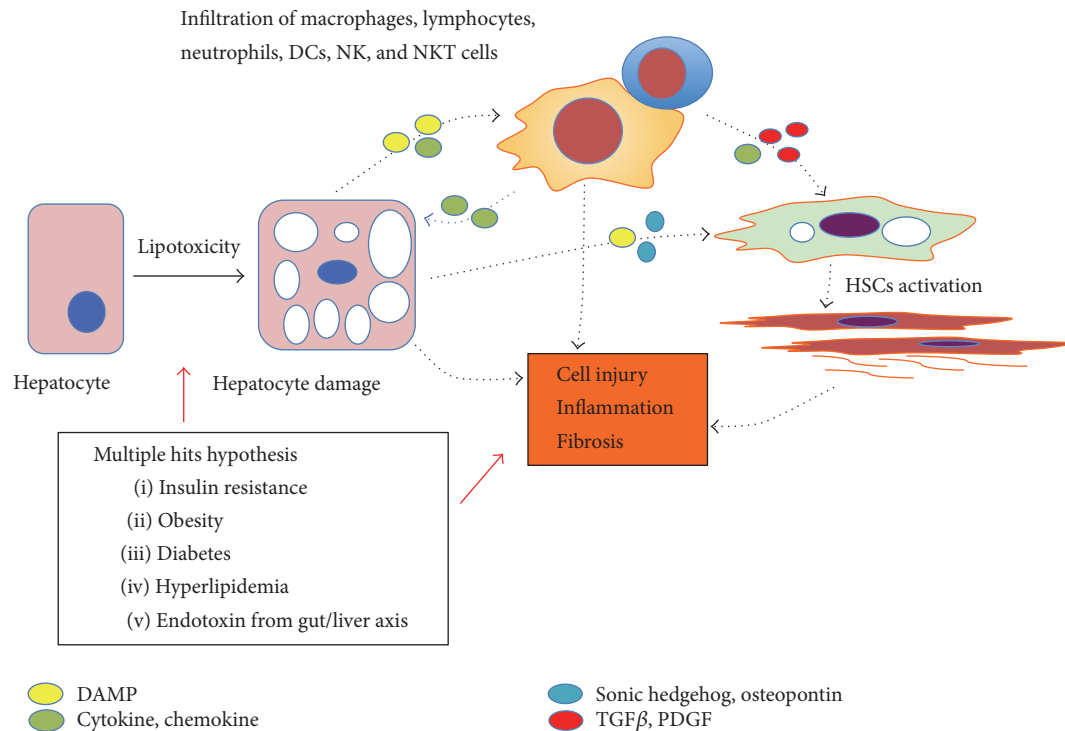 Infiltration of macrophages, lymphocytes,
neutrophils, DCs, NK, and NKT cells
Lipotoxicity
HSCs activation
Hepatocyte
Hepatocyte damage
Cell injury
Inflammation
Fibrosis
Multiple hits hypothesis
(i) Insulin resistance
(ii) Obesity
(iii) Diabetes
(iv) Hyperlipidemia
(v) Endotoxin from gut/liver axis
DAMP
Cytokine, chemokine
Sonic hedgehog, osteopontin
TGFβ, PDGF